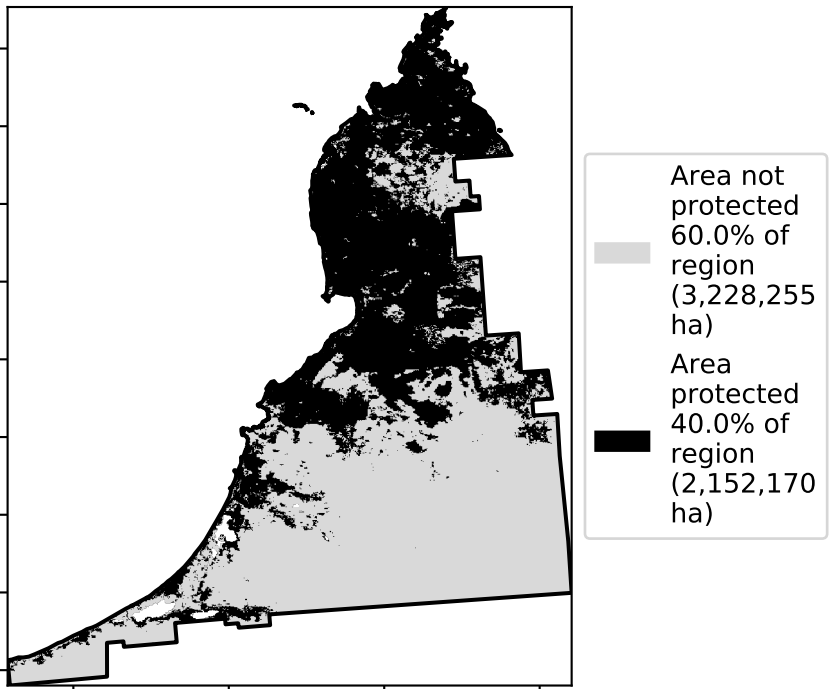 Area not
protected
60.0% of
region
(3,228,255
ha)
Area
protected
40.0% of
region
(2,152,170
ha)